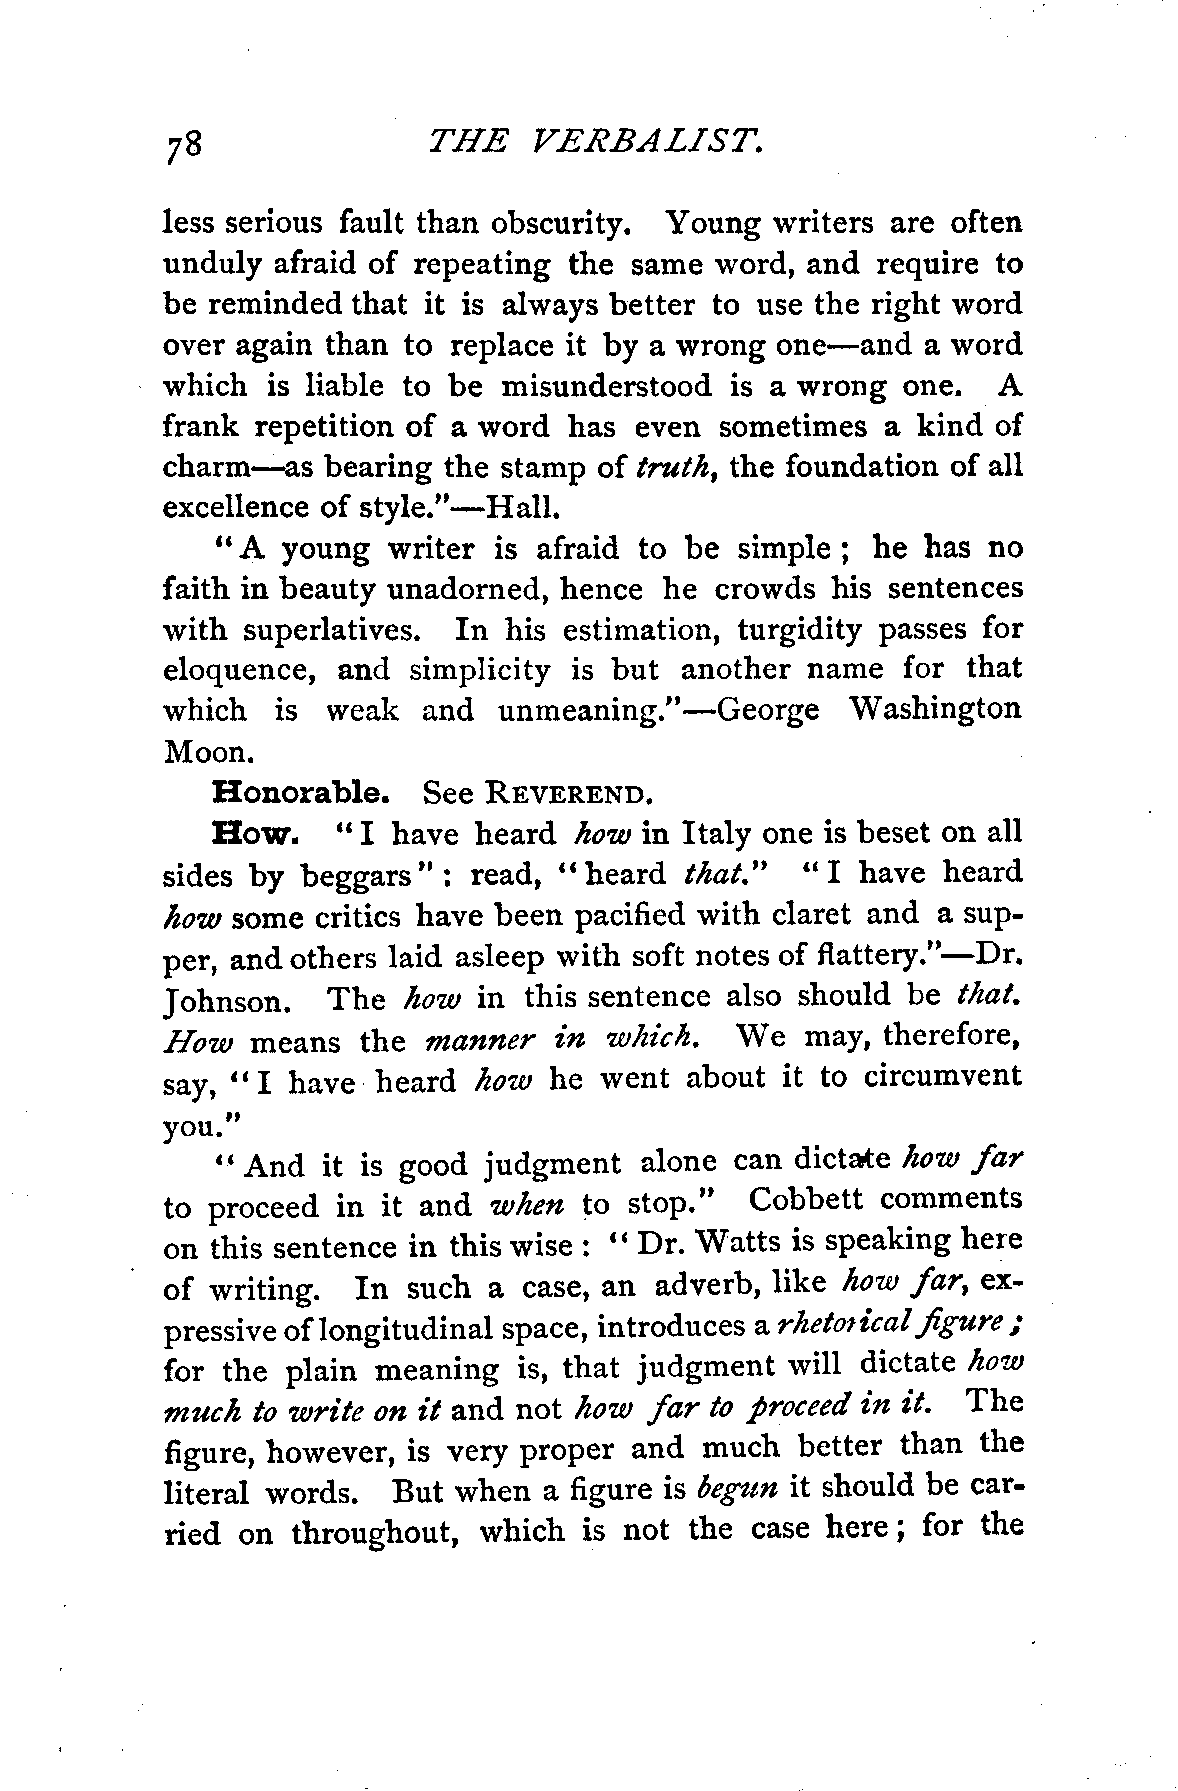 78 THE VERBALIST.
less serious fault than obscurity. Young writers are often
unduly afraid of repeating the same word, and require to
be reminded that it is always better to use the right word
over again than to replace it by a wrong one—and a word
which is liable to be misunderstood is a wrong one. A
frank repetition of a word has even sometimes a kind of
charm—as bearing the stamp of truth, the foundation of all
excellence of style."—Hall.
"A young writer is afraid to be simple; he has no
faith in beauty unadorned, hence he crowds his sentences
with superlatives. In his estimation, turgidity passes for
eloquence, and simplicity is but another name for that
which is weak and unmeaning."—George Washington
Moon.
Honorable. See REVEREND.
How. "I have heard how in Italy one is beset on all
sides by beggars": read, "heard that." "I have heard
how some critics have been pacified with claret and a sup-
per, and others laid asleep with soft notes of flattery."—Dr.
Johnson. The how in this sentence also should be that.
How means the manner in which. We may, therefore,
say, "I have heard how he went about it to circumvent
you."
"And it is good judgment alone can dictate how far
to proceed in it and when to stop." Cobbett comments
on this sentence in this wise: "Dr. Watts is speaking here
of writing. In such a case, an adverb, like how far, ex-
pressive of longitudinal space, introduces a rhetorical figure;
for the plain meaning is, that judgment will dictate how
much to write on it and not how far to proceed in it. The
figure, however, is very proper and much better than the
literal words. But when a figure is begun it should be car-
ried on throughout, which is not the case here; for the